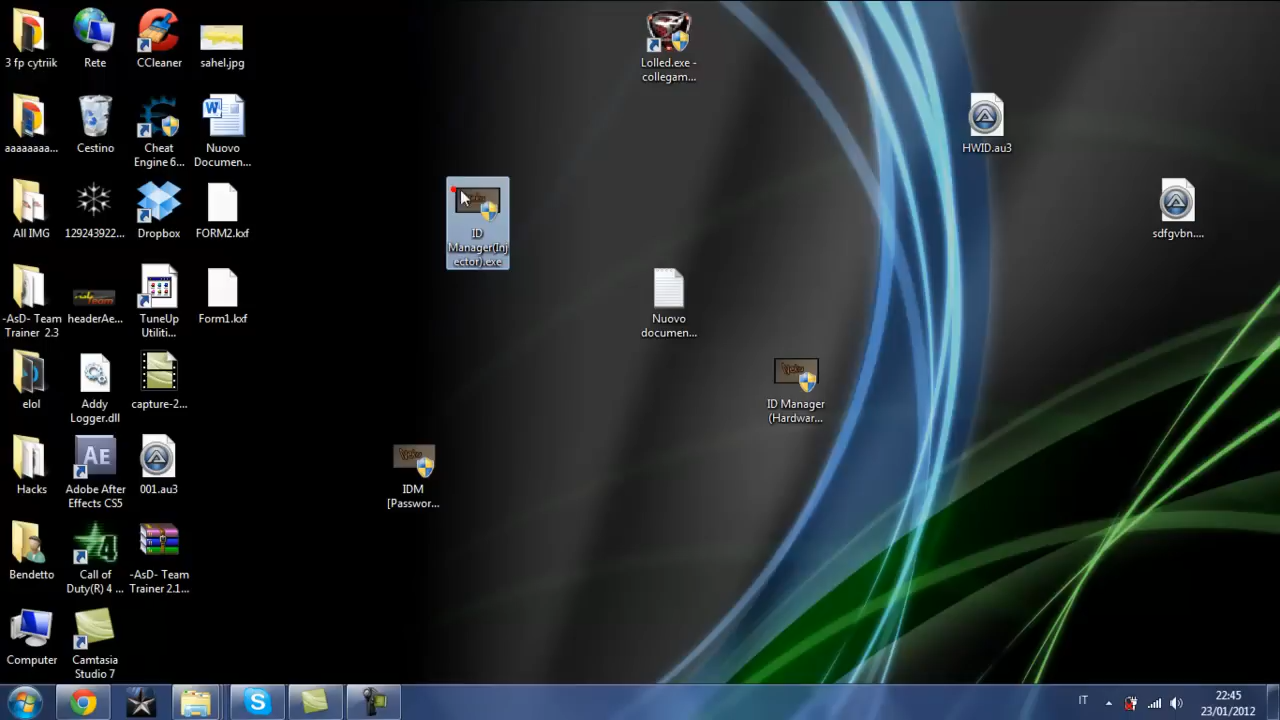 3 fp cytriik
Rete
CCleaner
sahel.jpg
Lolled.exe -
collegam...
aaaaaaaa...
Cestino
Cheat
Engine 6...
Nuovo
Documen...
HWID.au3
All IMG
129243922...
Dropbox
FORM2.kxf
ID
Manager(Inj
ector).exe
sdfgvbn....
-AsD- Team
Trainer 2.3
headerAe...
TuneUp
Utiliti...
Form1.kxf
Nuovo
documen...
elol
Addy
Logger.dll
capture-2...
ID Manager
(Hardwar...
Hacks
Adobe After
Effects CS5
001.au3
IDM
[Passwor...
Bendetto
Call of
Duty(R) 4 ...
-AsD- Team
Trainer 2.1...
Computer
Camtasia
Studio 7
IT
22:45
23/01/2012